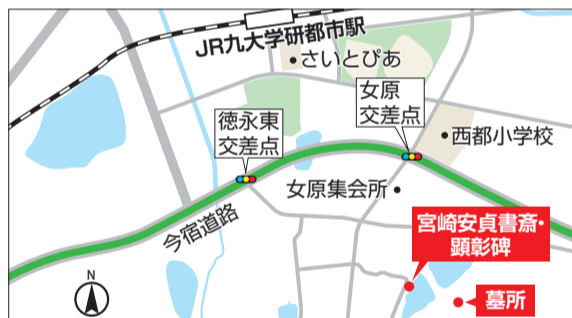 JR九大学研都市駅
さいとぴあ
女原
交差点
徳永東
交差点
西都小学校
女原集会所
今宿道路
宮崎安貞書斎・
顕彰碑
墓所
N